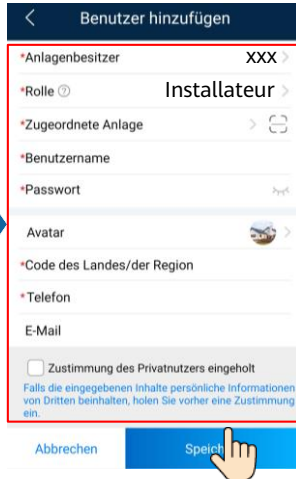 Benutzer hinzufügen
*Anlagenbesitzer XXX
*Rolle Installateur
*Zugeordnete Anlage
*Benutzername
*Passwort
Avatar
*Code des Landes/der Region
*Telefon
E-Mail
Zustimmung des Privatnutzers eingeholt
Falls die eingegebenen Inhalte persönliche Informationen
von Dritten beinhalten, holen Sie vorher eine Zustimmung
ein.
Abbrechen Speich